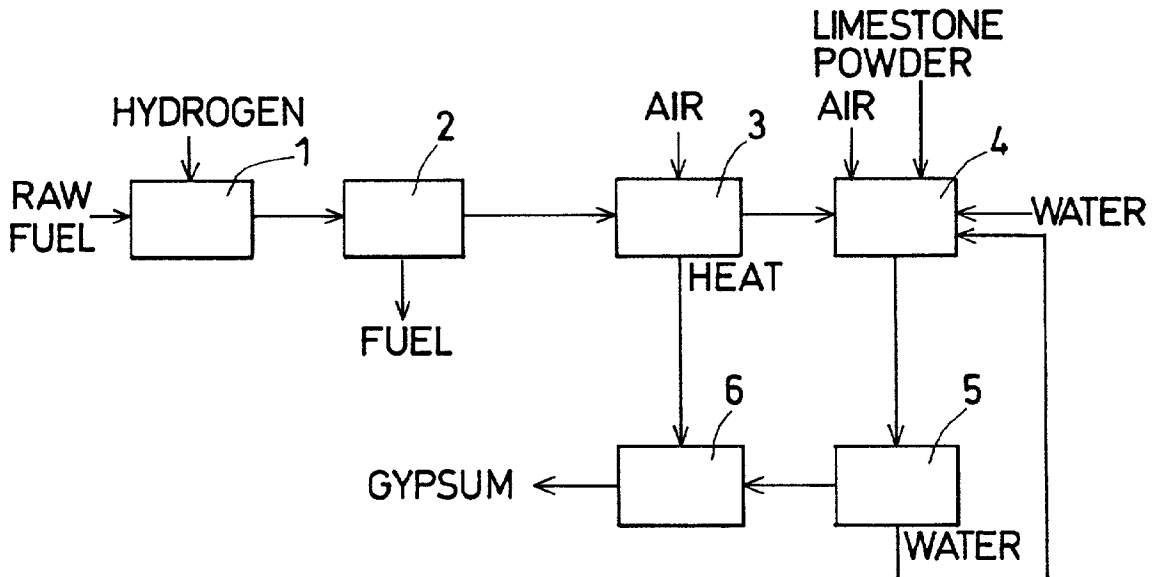 LIMESTONE
POWDER
HYDROGEN
AIR
AIR
1
2
3
4
RAW
FUEL
WATER
HEAT
FUEL
6
5
GYPSUM
WATER